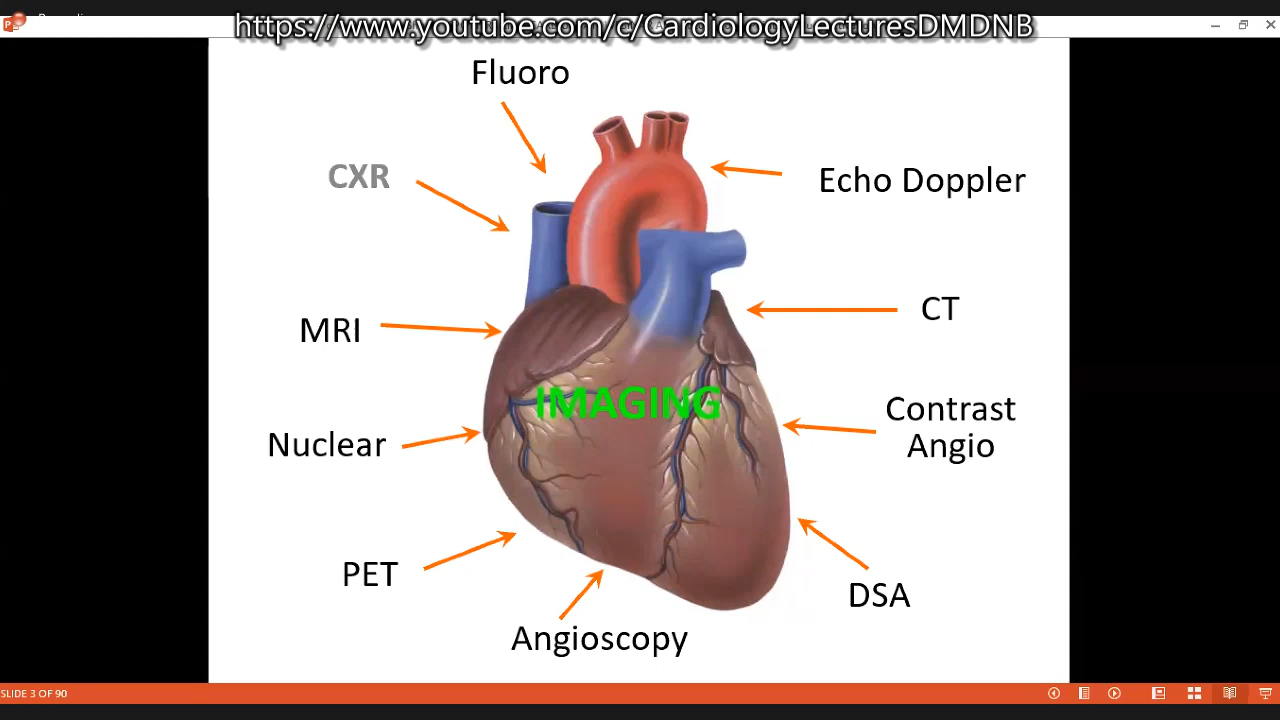 https://www.youtube.com/c/CardiologyLecturesDMDNB
Fluoro
CXR
Echo Doppler
MRI
CT
IMAGING
Contrast
Angio
Nuclear
PET
DSA
Angioscopy
SLIDE 3 OF 90